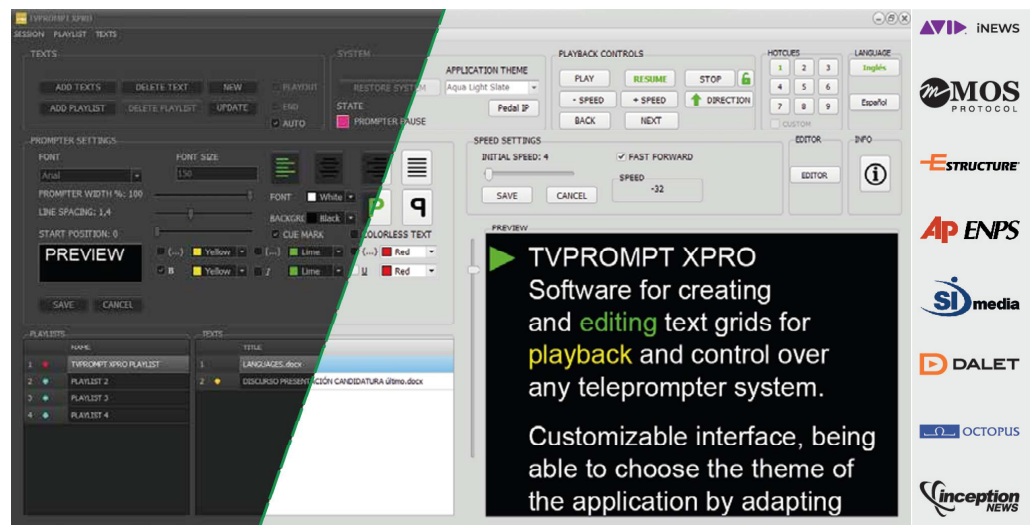 TVPROMPT XPRO
SESSION PLAYLIST TEXTS
TEXTS
ADD TEXTS DELETE TEXT NEW PLAYOUT
ADD PLAYLIST DELETE PLAYLIST UPDATE END
AUTO
SYSTEM
RESTORE SYSTEM
STATE
PROMPTER PAUSE
APPLICATION THEME
Aqua Light Slate
Pedal IP
PLAYBACK CONTROLS
PLAY RESUME STOP
- SPEED + SPEED DIRECTION
BACK NEXT
HOTCUES
1 2 3
4 5 6
7 8 9
CUSTOM
LANGUAGE
Inglés
Español
PROMPTER SETTINGS
FONT FONT SIZE
Arial 150
PROMPTER WIDTH %: 100
LINE SPACING: 1,4
START POSITION: 0
FONT White
BACKGRC Black
CUE MARK COLORLESS TEXT
P
(...) Yellow (...) Lime (...) Red
B Yellow I Lime U Red
PREVIEW
SAVE CANCEL
SPEED SETTINGS
INITIAL SPEED: 4 FAST FORWARD
SPEED
-32
SAVE CANCEL
EDITOR
EDITOR
INFO
PLAYLISTS
NAME
1 TVPROMPT XPRO PLAYLIST
2 PLAYLIST 2
3 PLAYLIST 3
4 PLAYLIST 4
TEXTS
TITLE
1 LANGUAGES.docx
2 DISCURSO PRESENTACIÓN CANDIDATURA últmo.docx
PREVIEW
TVPROMPT XPRO
Software for creating
and editing text grids for
playback and control over
any teleprompter system.
Customizable interface, being
able to choose the theme of
the application by adapting
AVID iNEWS
mMOS
PROTOCOL
ESTRUCTURE
AP ENPS
SI media
DALET
OCTOPUS
inception
NEWS